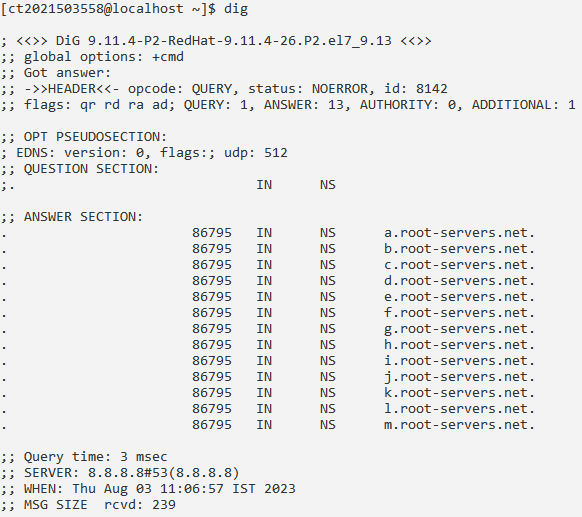 [ct2021503558@localhost ~]$ dig

; <<>> DiG 9.11.4-P2-RedHat-9.11.4-26.P2.el7_9.13 <<>>
;; global options: +cmd
;; Got answer:
;; ->>HEADER<<- opcode: QUERY, status: NOERROR, id: 8142
;; flags: qr rd ra ad; QUERY: 1, ANSWER: 13, AUTHORITY: 0, ADDITIONAL: 1

;; OPT PSEUDOSECTION:
; EDNS: version: 0, flags:; udp: 512
;; QUESTION SECTION:
;.				IN	NS

;; ANSWER SECTION:
.			86795	IN	NS	a.root-servers.net.
.			86795	IN	NS	b.root-servers.net.
.			86795	IN	NS	c.root-servers.net.
.			86795	IN	NS	d.root-servers.net.
.			86795	IN	NS	e.root-servers.net.
.			86795	IN	NS	f.root-servers.net.
.			86795	IN	NS	g.root-servers.net.
.			86795	IN	NS	h.root-servers.net.
.			86795	IN	NS	i.root-servers.net.
.			86795	IN	NS	j.root-servers.net.
.			86795	IN	NS	k.root-servers.net.
.			86795	IN	NS	l.root-servers.net.
.			86795	IN	NS	m.root-servers.net.

;; Query time: 3 msec
;; SERVER: 8.8.8.8#53(8.8.8.8)
;; WHEN: Thu Aug 03 11:06:57 IST 2023
;; MSG SIZE  rcvd: 239